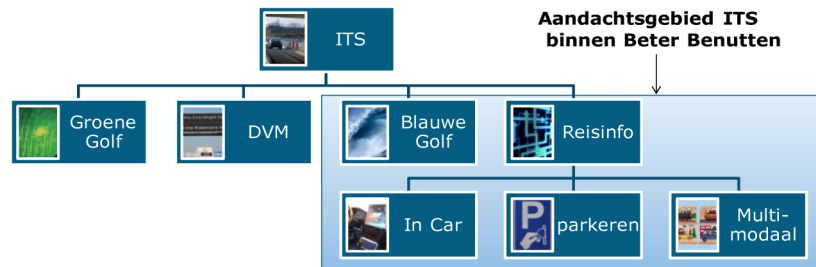 ITS
Aandachtsgebied ITS
binnen Beter Benutten
Groene
Golf
DVM
Blauwe
Golf
Reisinfo
In Car
P
parkeren
Multi-
modaal